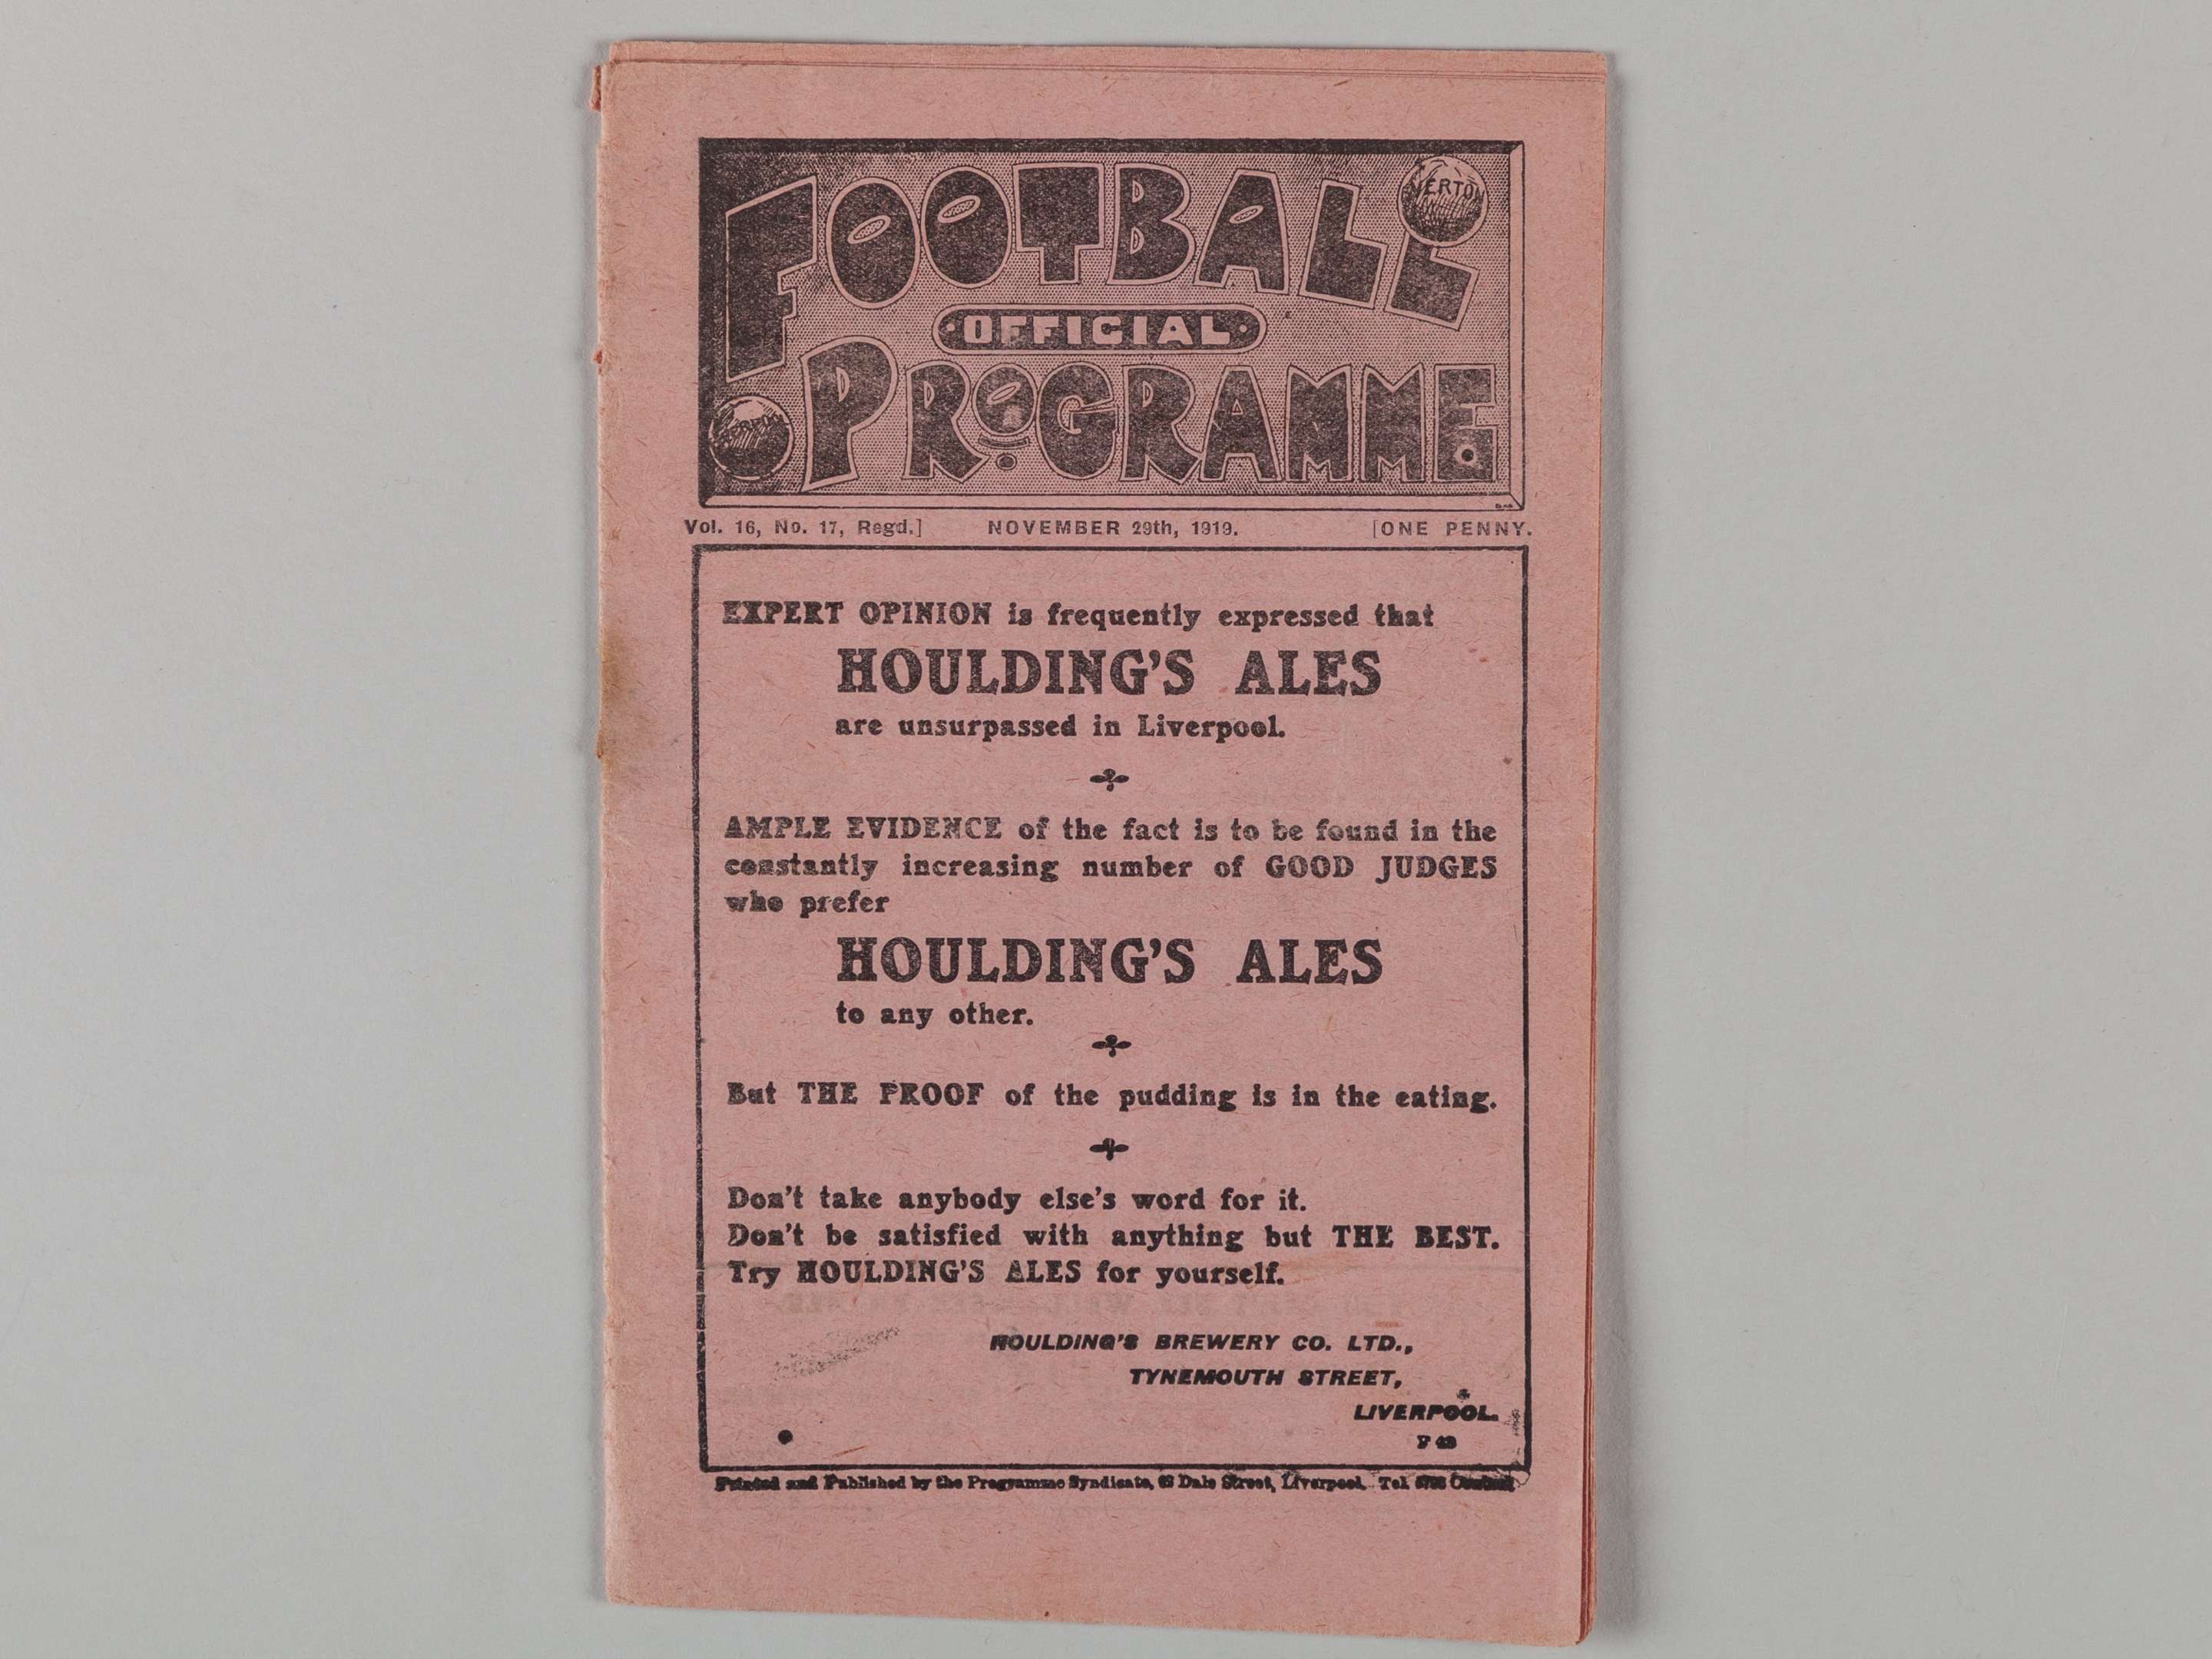 FOOTBALL
OFFICIAL
PROGRAMME
Vol. 16, No. 17, Regd.] NOVEMBER 29th, 1919. [ONE PENNY.
EXPERT OPINION is frequently expressed that
HOULDING'S ALES
are unsurpassed in Liverpool.
AMPLE EVIDENCE of the fact is to be found in the
constantly increasing number of GOOD JUDGES
who prefer
HOULDING'S ALES
to any other.
But THE PROOF of the pudding is in the eating.
Don't take anybody else's word for it.
Don't be satisfied with anything but THE BEST.
Try HOULDING'S ALES for yourself.
HOULDING'S BREWERY CO. LTD.,
TYNEMOUTH STREET,
LIVERPOOL.
Printed and Published by the Programme Syndicate, Dale Street, Liverpool. Tel.